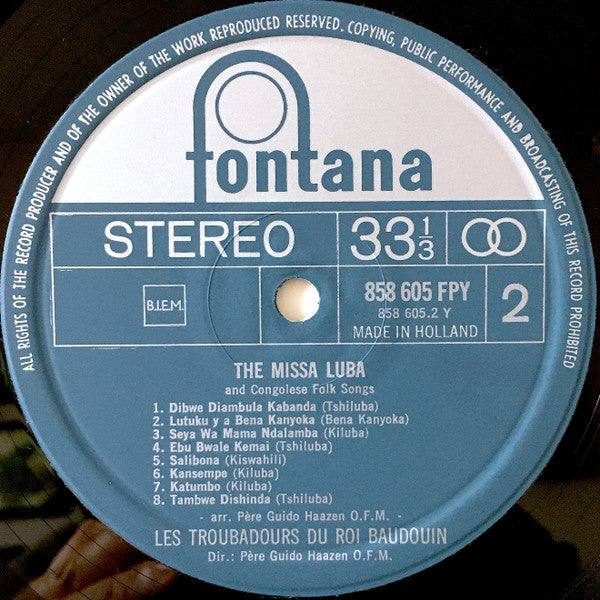 ALL RIGHTS OF THE RECORD PRODUCER AND OF THE OWNER OF THE WORK REPRODUCED RESERVED. COPYING, PUBLIC PERFORMANCE AND BROADCASTING OF THIS RECORD PROHIBITED
fontana
STEREO 33 1/3
B.I.E.M. 858 605 FPY 2
858 605.2 Y
MADE IN HOLLAND
THE MISSA LUBA
and Congolese Folk Songs
1. Dibwe Diambula Kabanda (Tshiluba)
2. Lutuku y a Bena Kanyoka (Bena Kanyoka)
3. Seya Wa Mama Ndalamba (Kiluba)
4. Ebu Bwale Kemai (Tshiluba)
5. Salibona (Kiswahili)
6. Kansempe (Kiluba)
7. Katumbo (Kiluba)
8. Tambwe Dishinda (Tshiluba)
- arr. Père Guido Haazen O.F.M. -
LES TROUBADOURS DU ROI BAUDOUIN
Dir.: Père Guido Haazen O.F.M.